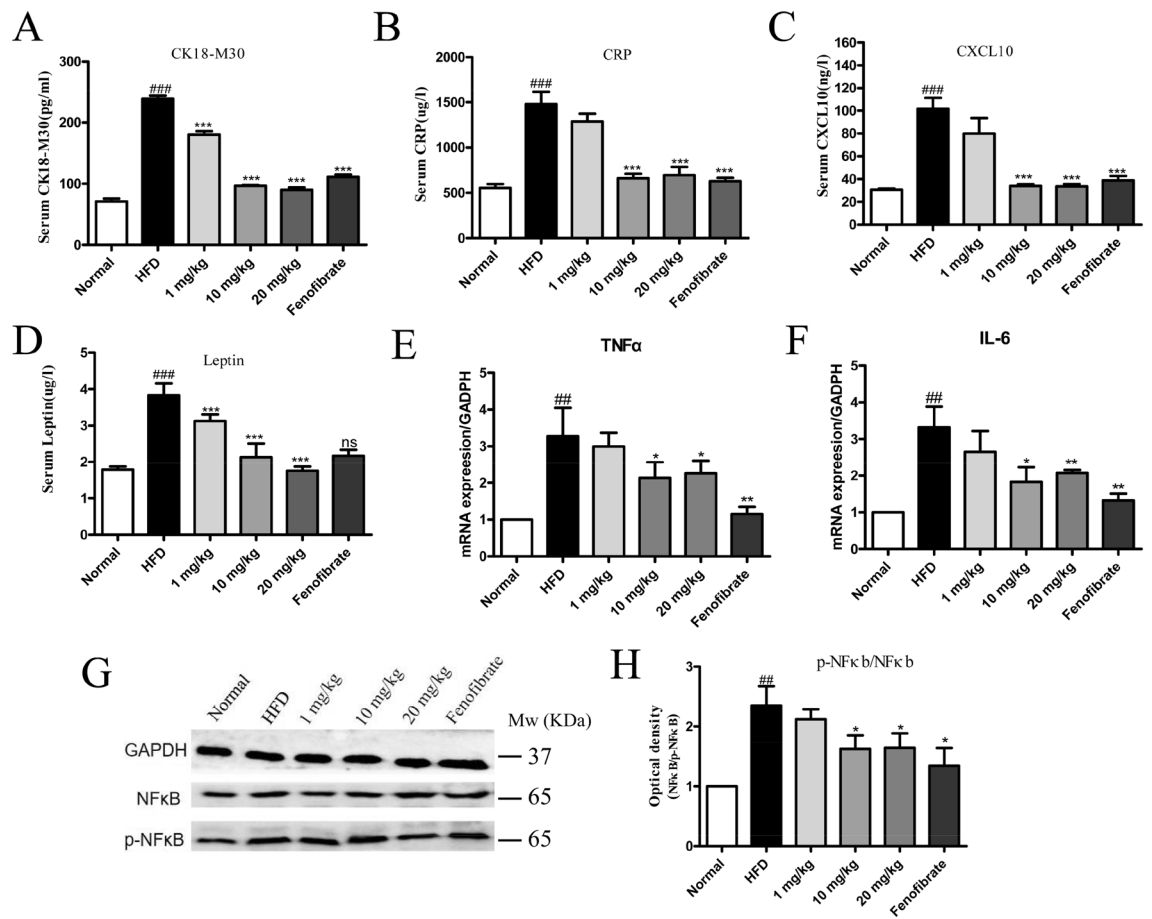 A
CK18-M30
Serum CK18-M30(pg/ml)
300
200
100
0
###
***
***
***
***
Normal
HFD
1 mg/kg
10 mg/kg
20 mg/kg
Fenofibrate
B
CRP
Serum CRP(ug/l)
2000
1500
1000
500
0
###
***
***
***
Normal
HFD
1 mg/kg
10 mg/kg
20 mg/kg
Fenofibrate
C
CXCL10
Serum CXCL10(ng/l)
160
140
120
100
80
60
40
20
0
###
***
***
***
Normal
HFD
1 mg/kg
10 mg/kg
20 mg/kg
Fenofibrate
D
Leptin
Serum Leptin(ug/l)
5
4
3
2
1
0
###
***
***
***
ns
Normal
HFD
1 mg/kg
10 mg/kg
20 mg/kg
Fenofibrate
E
TNFα
mRNA expreesion/GADPH
5
4
3
2
1
0
##
*
*
**
Normal
HFD
1 mg/kg
10 mg/kg
20 mg/kg
Fenofibrate
F
IL-6
mRNA expreesion/GADPH
5
4
3
2
1
0
##
*
**
**
Normal
HFD
1 mg/kg
10 mg/kg
20 mg/kg
Fenofibrate
G
Normal
HFD
1 mg/kg
10 mg/kg
20 mg/kg
Fenofibrate
Mw (KDa)
GAPDH
37
NFκB
65
p-NFκB
65
H
p-NFκb/NFκb
Optical density
(NFκB/p-NFκB)
3
2
1
0
##
*
*
*
Normal
HFD
1 mg/kg
10 mg/kg
20 mg/kg
Fenofibrate